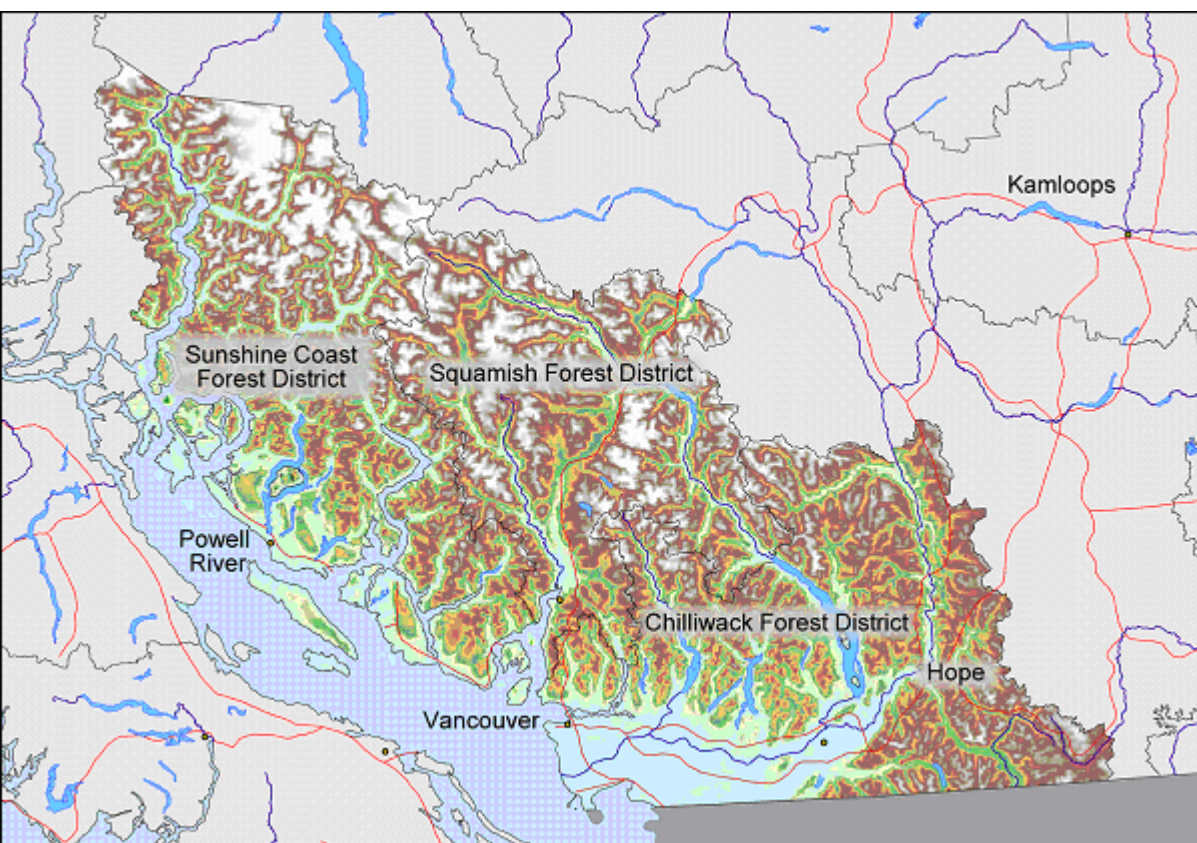 Kamloops
Sunshine Coast
Forest District
Squamish Forest District
Powell
River
Chilliwack Forest District
Hope
Vancouver